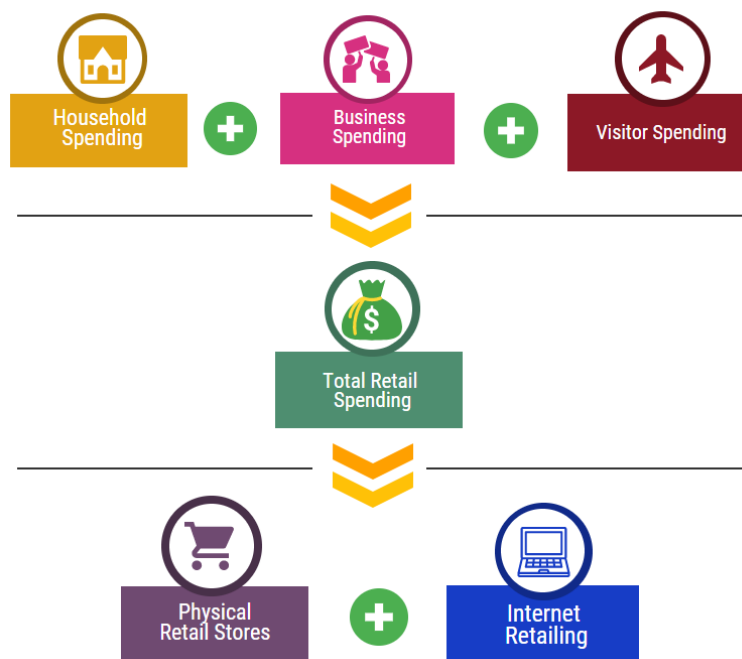 Household
Spending
Business
Spending
Visitor Spending
$
Total Retail
Spending
Physical
Retail Stores
Internet
Retailing